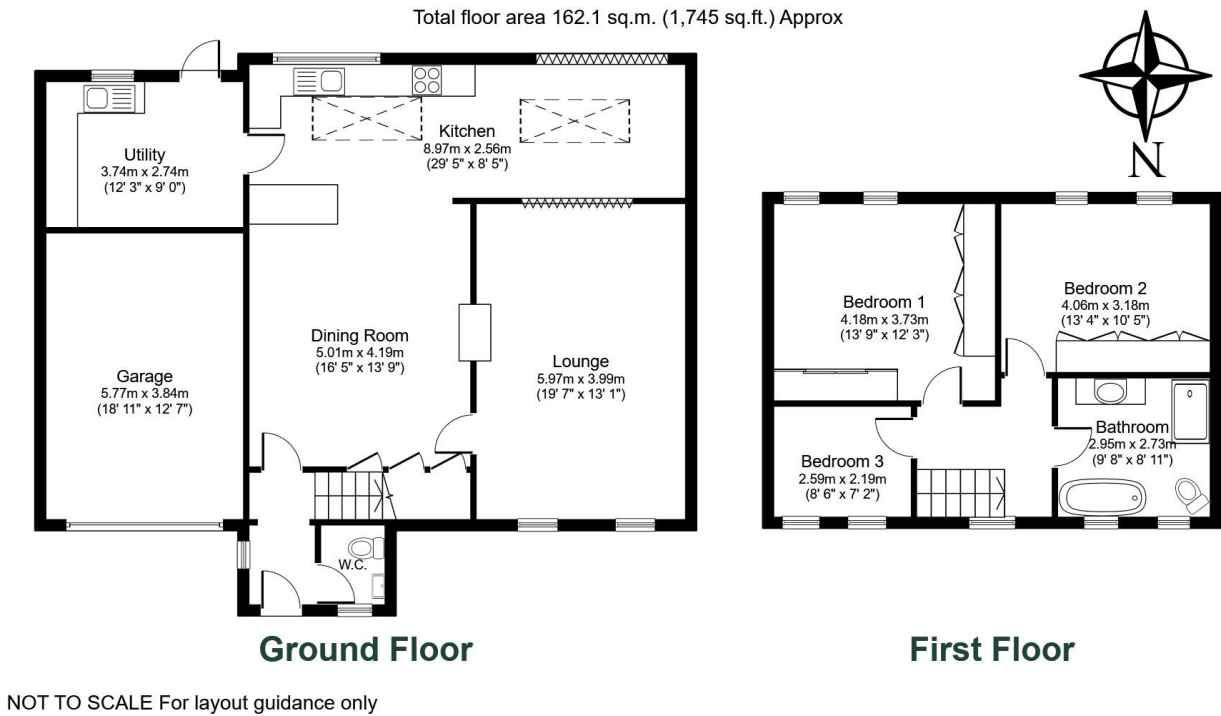 Total floor area 162.1 sq.m. (1,745 sq.ft.) Approx
N
Kitchen
8.97m x 2.56m
(29' 5" x 8' 5")
Utility
3.74m x 2.74m
(12' 3" x 9' 0")
Dining Room
5.01m x 4.19m
(16' 5" x 13' 9")
Lounge
5.97m x 3.99m
(19' 7" x 13' 1")
Garage
5.77m x 3.84m
(18' 11" x 12' 7")
W.C.
Ground Floor
Bedroom 1
4.18m x 3.73m
(13' 9" x 12' 3")
Bedroom 2
4.06m x 3.18m
(13' 4" x 10' 5")
Bathroom
2.95m x 2.73m
(9' 8" x 8' 11")
Bedroom 3
2.59m x 2.19m
(8' 6" x 7' 2")
First Floor
NOT TO SCALE For layout guidance only